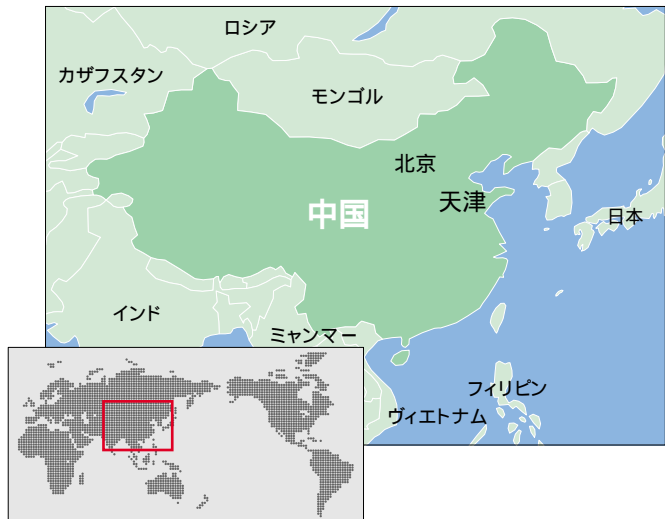 ロシア
カザフスタン
モンゴル
北京
天津
中国
日本
インド
ミャンマー
フィリピン
ヴィエトナム